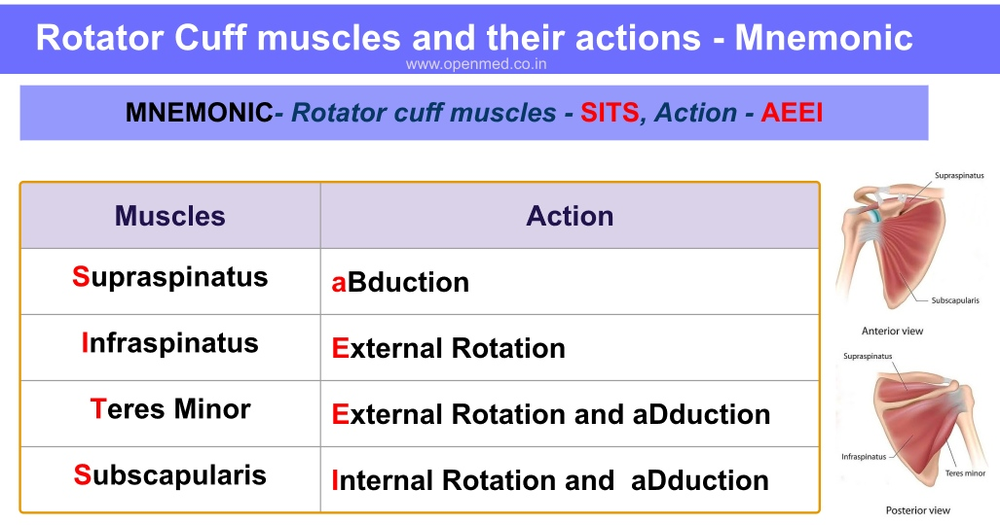 Rotator Cuff muscles and their actions - Mnemonic
www.openmed.co.in
MNEMONIC- Rotator cuff muscles - SITS, Action - AEEI
Muscles Action
Supraspinatus aBduction
Infraspinatus External Rotation
Teres Minor External Rotation and aDduction
Subscapularis Internal Rotation and aDduction
Supraspinatus
Subscapularis
Anterior view
Supraspinatus
Infraspinatus
Teres minor
Posterior view